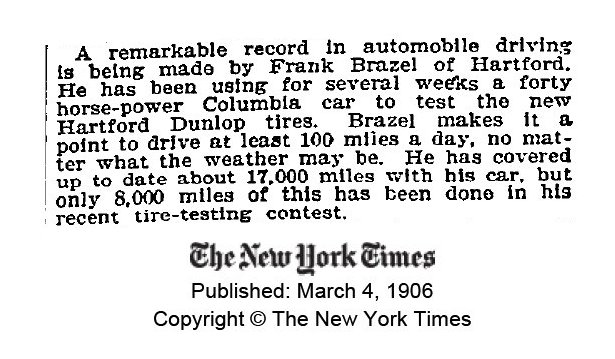 A remarkable record in automobile driving
is being made by Frank Brazel of Hartford.
He has been using for several weeks a forty
horse-power Columbia car to test the new
Hartford Dunlop tires. Brazel makes it a
point to drive at least 100 miles a day, no mat-
ter what the weather may be. He has covered
up to date about 17,000 miles with his car, but
only 8,000 miles of this has been done in his
recent tire-testing contest.
The New York Times
Published: March 4, 1906
Copyright © The New York Times